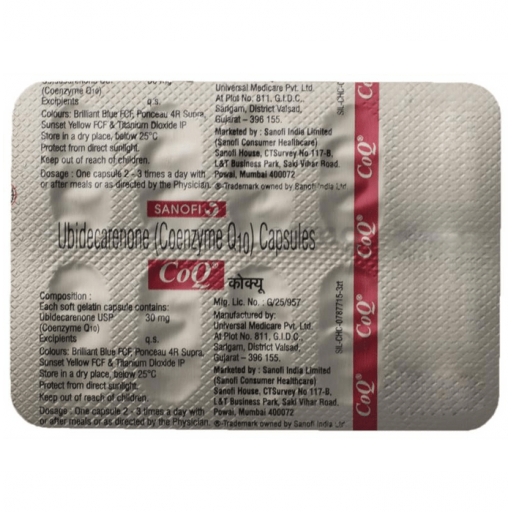 30 mg
(Coenzyme Q10)
Excipients q.s.
Colours: Brilliant Blue FCF, Ponceau 4R Supra,
Sunset Yellow FCF & Titanium Dioxide IP
Store in a dry place, below 25°C
Protect from direct sunlight.
Keep out of reach of children.
Dosage : One capsule 2 - 3 times a day with
or after meals or as directed by the Physician.
Universal Medicare Pvt. Ltd.
At Plot No. 811, G.I.D.C.,
Sarigam, District Valsad,
Gujarat – 396 155.
Marketed by : Sanofi India Limited
(Sanofi Consumer Healthcare)
Sanofi House, CTSurvey No 117-B,
L&T Business Park, Saki Vihar Road.
Powai, Mumbai 400072
®-Trademark owned by Sanofi India Ltd
SANOFI
Ubidecarenone (Coenzyme Q10) Capsules
CoQ® कोक्यू
Composition :
Each soft gelatin capsule contains:
Ubidecarenone USP 30 mg
(Coenzyme Q10)
Excipients q.s.
Colours: Brilliant Blue FCF, Ponceau 4R Supra,
Sunset Yellow FCF & Titanium Dioxide IP
Store in a dry place, below 25°C
Protect from direct sunlight.
Keep out of reach of children.
Dosage : One capsule 2 - 3 times a day with
or after meals or as directed by the Physician.
Mfg. Lic. No. : G/25/957
Manufactured by:
Universal Medicare Pvt. Ltd.
At Plot No. 811, G.I.D.C.,
Sarigam, District Valsad,
Gujarat – 396 155.
Marketed by : Sanofi India Limited
(Sanofi Consumer Healthcare)
Sanofi House, CTSurvey No 117-B,
L&T Business Park, Saki Vihar Road.
Powai, Mumbai 400072
®-Trademark owned by Sanofi India Ltd
SIL-CHC-0787715-3I1
CoQ®
CoQ®
CoQ®
CoQ®
CoQ®